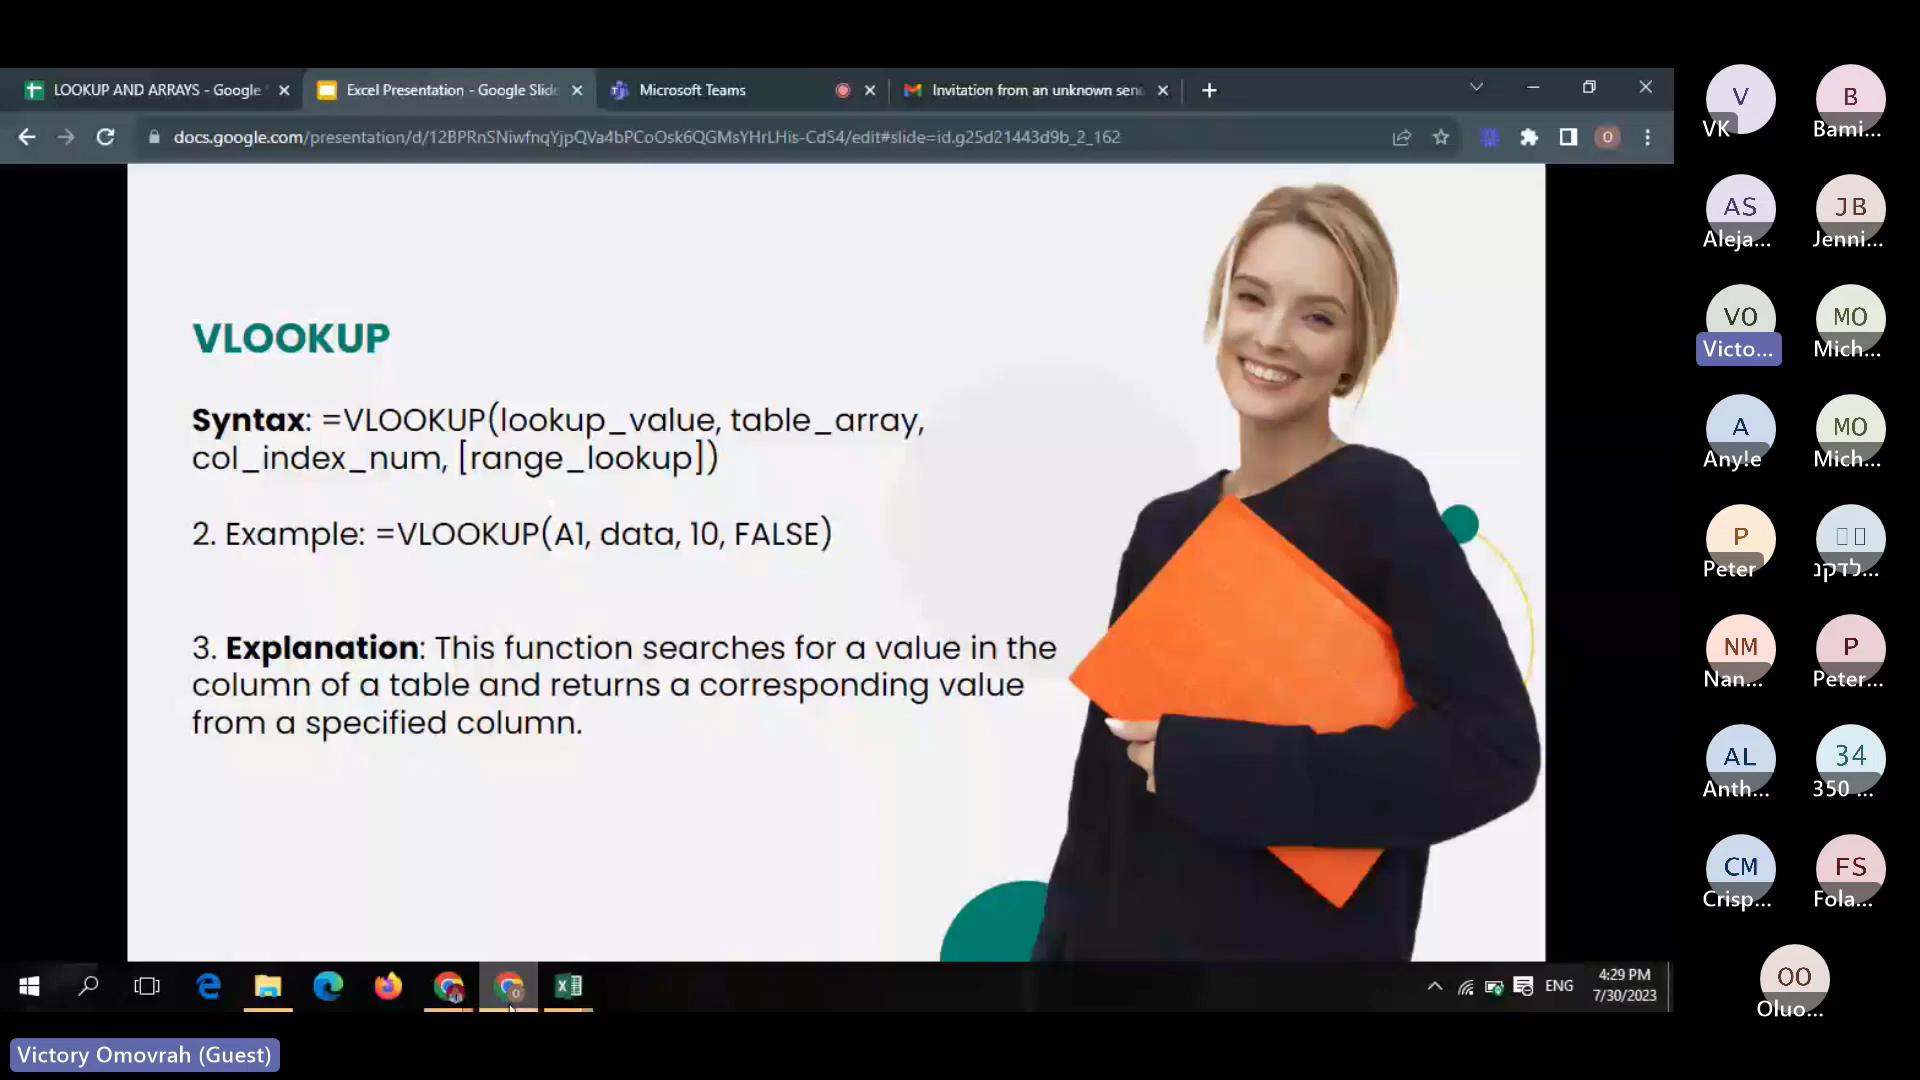 LOOKUP AND ARRAYS - Google
Excel Presentation - Google Slide
Microsoft Teams
Invitation from an unknown sen
docs.google.com/presentation/d/12BPRnSNiwfnqYjpQVa4bPCoOsk6QGMsYHrLHis-CdS4/edit#slide=id.g25d21443d9b_2_162
O
VLOOKUP
Syntax: =VLOOKUP(lookup_value, table_array,
col_index_num, [range_lookup])
2. Example: =VLOOKUP(A1, data, 10, FALSE)
3. Explanation: This function searches for a value in the
column of a table and returns a corresponding value
from a specified column.
ENG
4:29 PM
7/30/2023
Victory Omovrah (Guest)
V
VK
B
Bami...
AS
Aleja...
JB
Jenni...
VO
Victo...
MO
Mich...
A
Any!e
MO
Mich...
P
Peter
לדקנ...
NM
Nan...
P
Peter...
AL
Anth...
34
350 ...
CM
Crisp...
FS
Fola...
OO
Oluo...